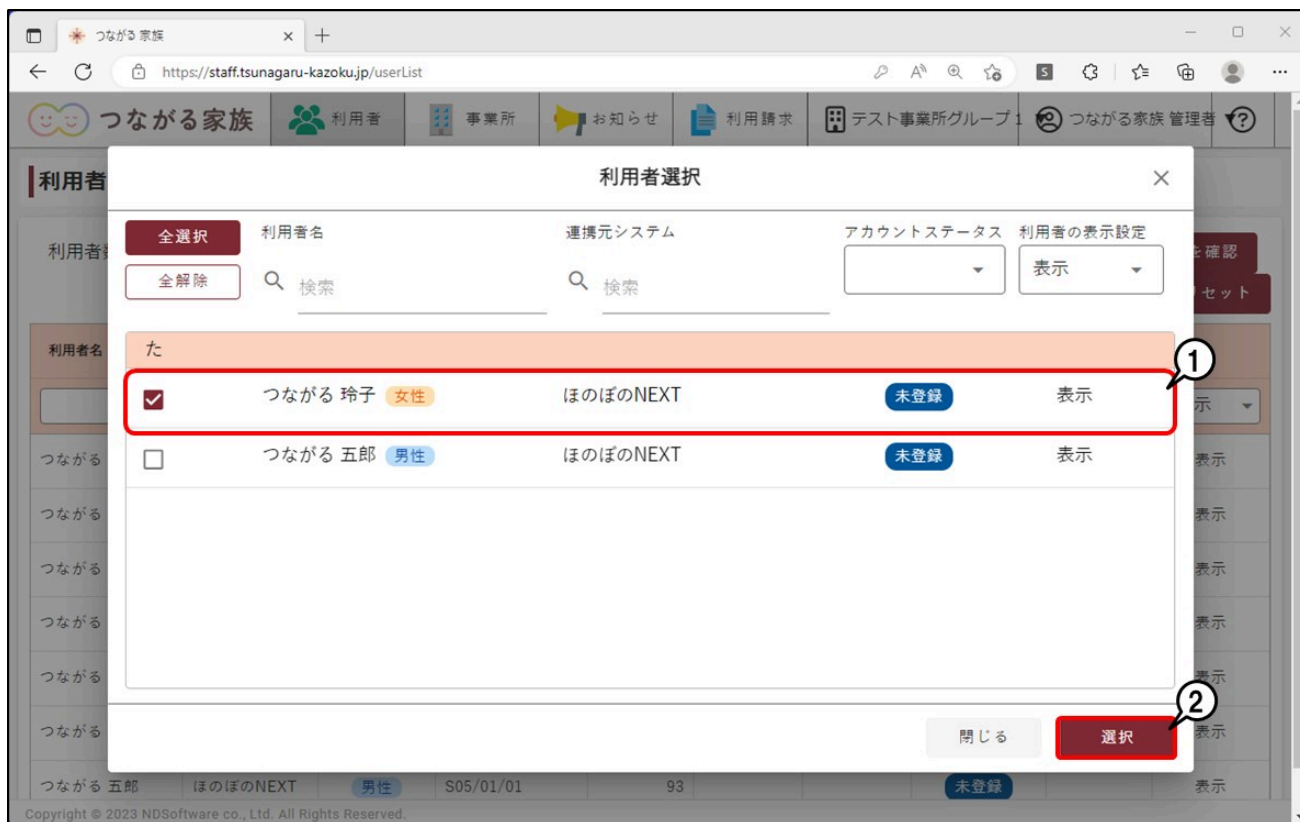 つながる 家族
https://staff.tsunagaru-kazoku.jp/userList
つながる家族 利用者 事業所 お知らせ 利用請求 テスト事業所グループ 1 つながる家族 管理者
利用者
利用者選択
利用者
を確認
リセット
全選択
全解除
利用者名
検索
連携元システム
検索
アカウントステータス
利用者の表示設定
表示
利用者名
た
1
つながる 玲子 女性 ほのぼのNEXT 未登録 表示
示
つながる 五郎 男性 ほのぼのNEXT 未登録 表示
つながる 表示
つながる 表示
つながる 表示
つながる 表示
つながる 表示
2
つながる 表示
閉じる 選択
つながる 五郎 ほのぼのNEXT 男性 S05/01/01 93 未登録 表示
Copyright © 2023 NDSoftware co., Ltd. All Rights Reserved.